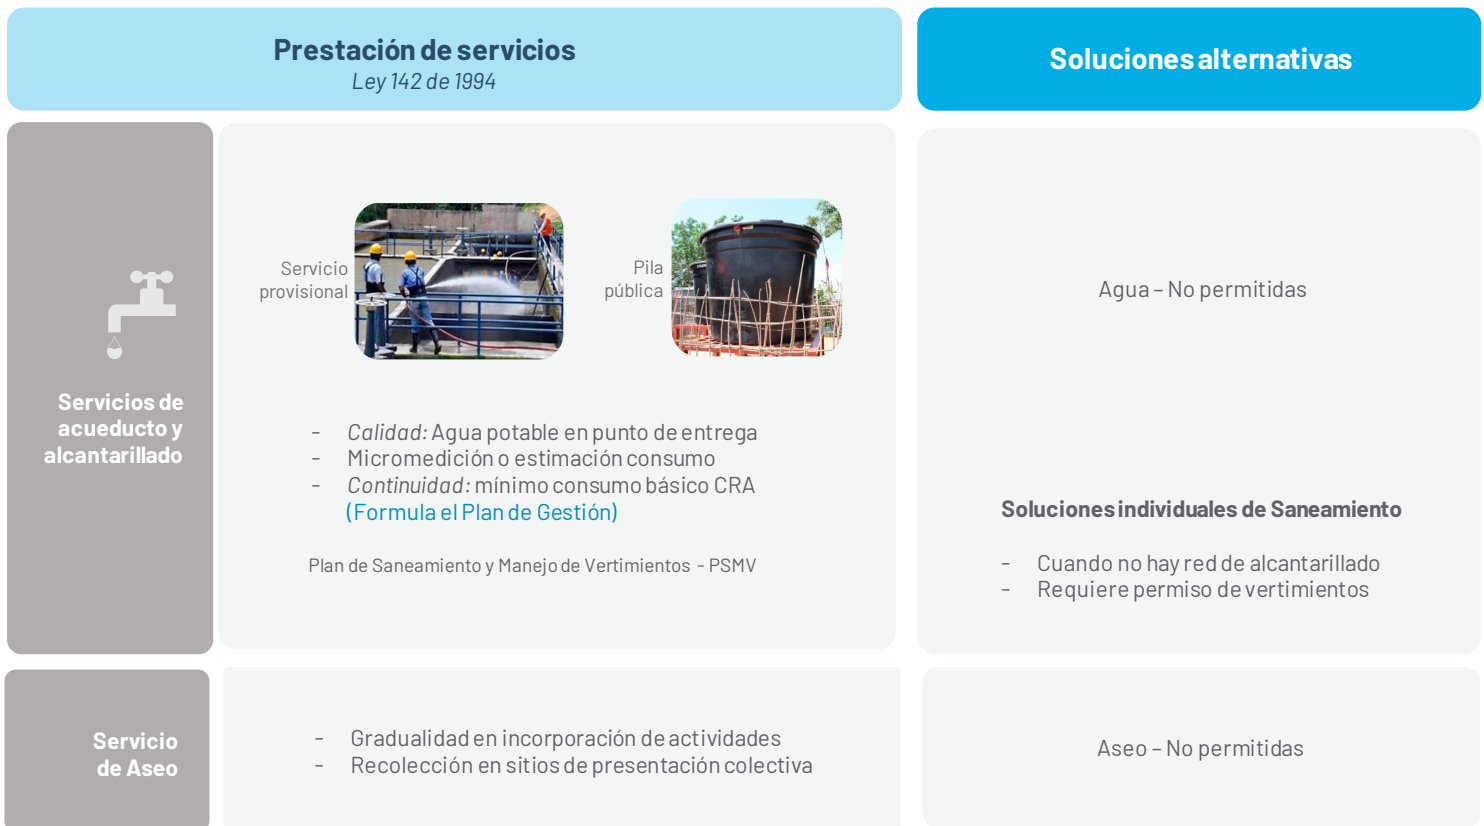 Prestación de servicios
Ley 142 de 1994
Soluciones alternativas
Servicios de
acueducto y
alcantarillado
Servicio
provisional
Pila
pública
- Calidad: Agua potable en punto de entrega
- Micromedición o estimación consumo
- Continuidad: mínimo consumo básico CRA
(Formula el Plan de Gestión)
Plan de Saneamiento y Manejo de Vertimientos - PSMV
Agua – No permitidas
Soluciones individuales de Saneamiento
- Cuando no hay red de alcantarillado
- Requiere permiso de vertimientos
Servicio
de Aseo
- Gradualidad en incorporación de actividades
- Recolección en sitios de presentación colectiva
Aseo – No permitidas